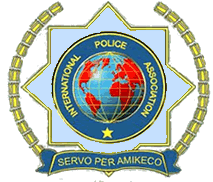 INTERNATIONAL POLICE ASSOCIATION
SERVO PER AMIKECO